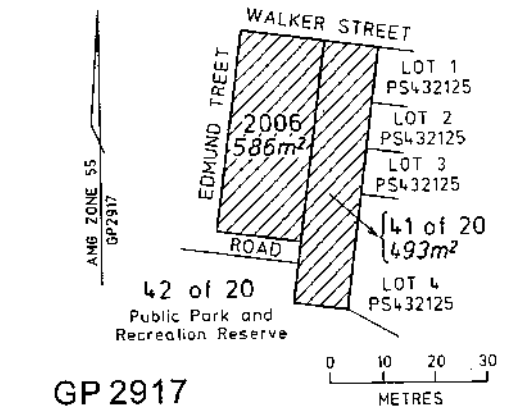 WALKER STREET
EDMUND TREET
2006
586m²
LOT 1
PS432125
LOT 2
PS432125
LOT 3
PS432125
41 of 20
493m²
LOT 4
PS432125
AMG ZONE 55
GP2917
ROAD
42 of 20
Public Park and
Recreation Reserve
0 10 20 30
METRES
GP 2917